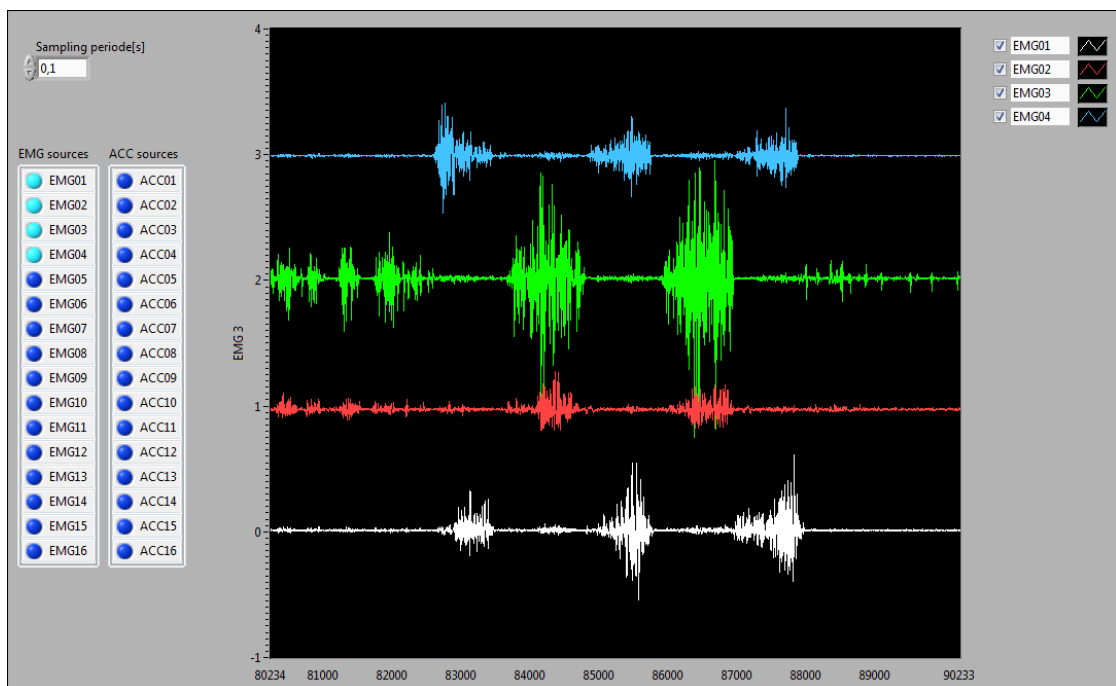 Sampling periode[s]
0,1
EMG sources
EMG01
EMG02
EMG03
EMG04
EMG05
EMG06
EMG07
EMG08
EMG09
EMG10
EMG11
EMG12
EMG13
EMG14
EMG15
EMG16
ACC sources
ACC01
ACC02
ACC03
ACC04
ACC05
ACC06
ACC07
ACC08
ACC09
ACC10
ACC11
ACC12
ACC13
ACC14
ACC15
ACC16
EMG 3
4
3
2
1
0
-1
80234 81000 82000 83000 84000 85000 86000 87000 88000 89000 90233
EMG01
EMG02
EMG03
EMG04